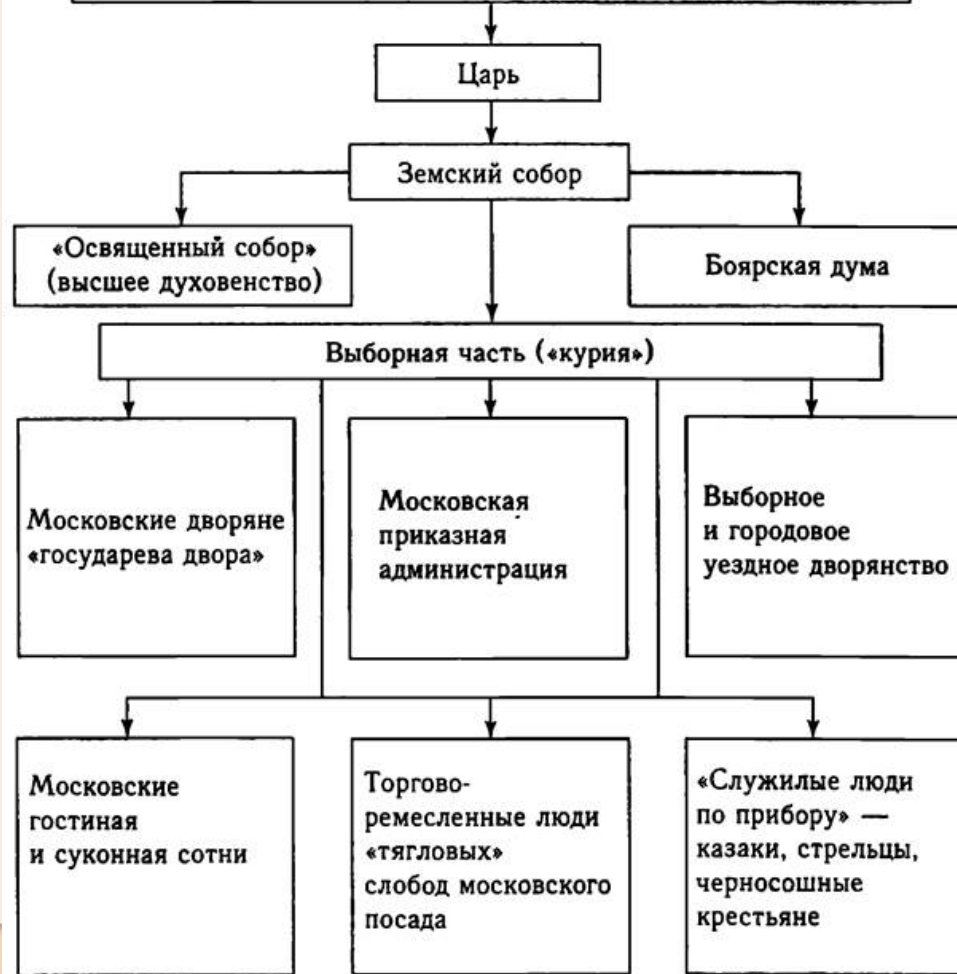 Царь
Земский собор
«Освященный собор»
(высшее духовенство)
Боярская дума
Выборная часть («курия»)
Московские дворяне
«государева двора»
Московская
приказная
администрация
Выборное
и городовое
уездное дворянство
Московские
гостиная
и суконная сотни
Торгово-
ремесленные люди
«тягловых»
слобод московского
посада
«Служилые люди
по прибору» —
казаки, стрельцы,
черносошные
крестьяне